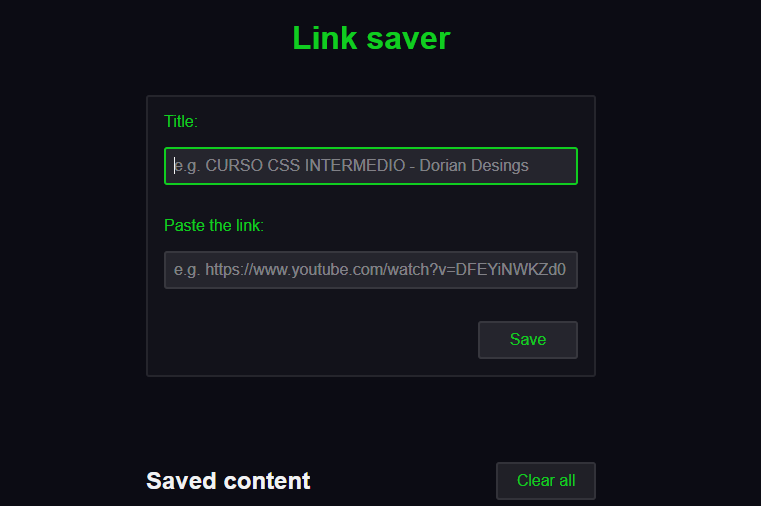 Link saver
Title:
e.g. CURSO CSS INTERMEDIO - Dorian Desings
Paste the link:
e.g. https://www.youtube.com/watch?v=DFEYiNWKZd0
Save
Saved content
Clear all